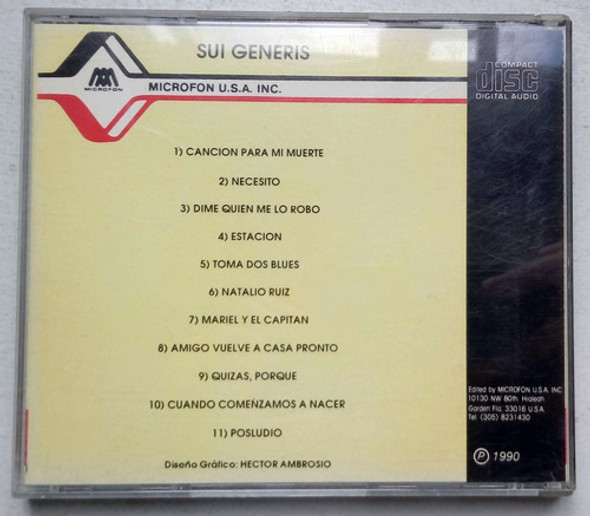 SUI GENERIS
MICROFON
MICROFON U.S.A. INC.
COMPACT
disc
DIGITAL AUDIO
1) CANCION PARA MI MUERTE
2) NECESITO
3) DIME QUIEN ME LO ROBO
4) ESTACION
5) TOMA DOS BLUES
6) NATALIO RUIZ
7) MARIEL Y EL CAPITAN
8) AMIGO VUELVE A CASA PRONTO
9) QUIZAS, PORQUE
10) CUANDO COMENZAMOS A NACER
11) POSLUDIO
Diseño Gráfico: HECTOR AMBROSIO
Edited by MICROFON U.S.A. INC
10130 NW 80th. Hialeah
Garden Fla. 33016 U.S.A.
Tel: (305) 8231430
℗ 1990